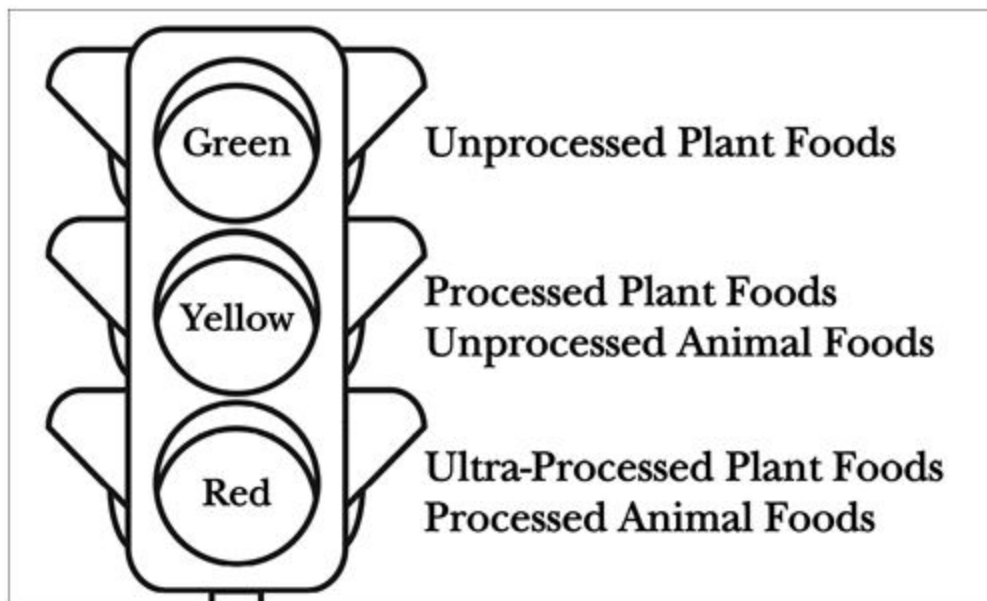 Green
Unprocessed Plant Foods
Yellow
Processed Plant Foods
Unprocessed Animal Foods
Red
Ultra-Processed Plant Foods
Processed Animal Foods